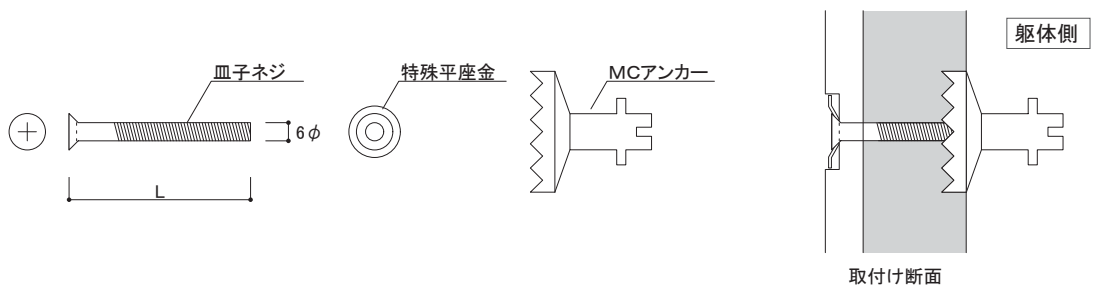 皿子ネジ
特殊平座金
MCアンカー
躯体側
6φ
L
取付け断面